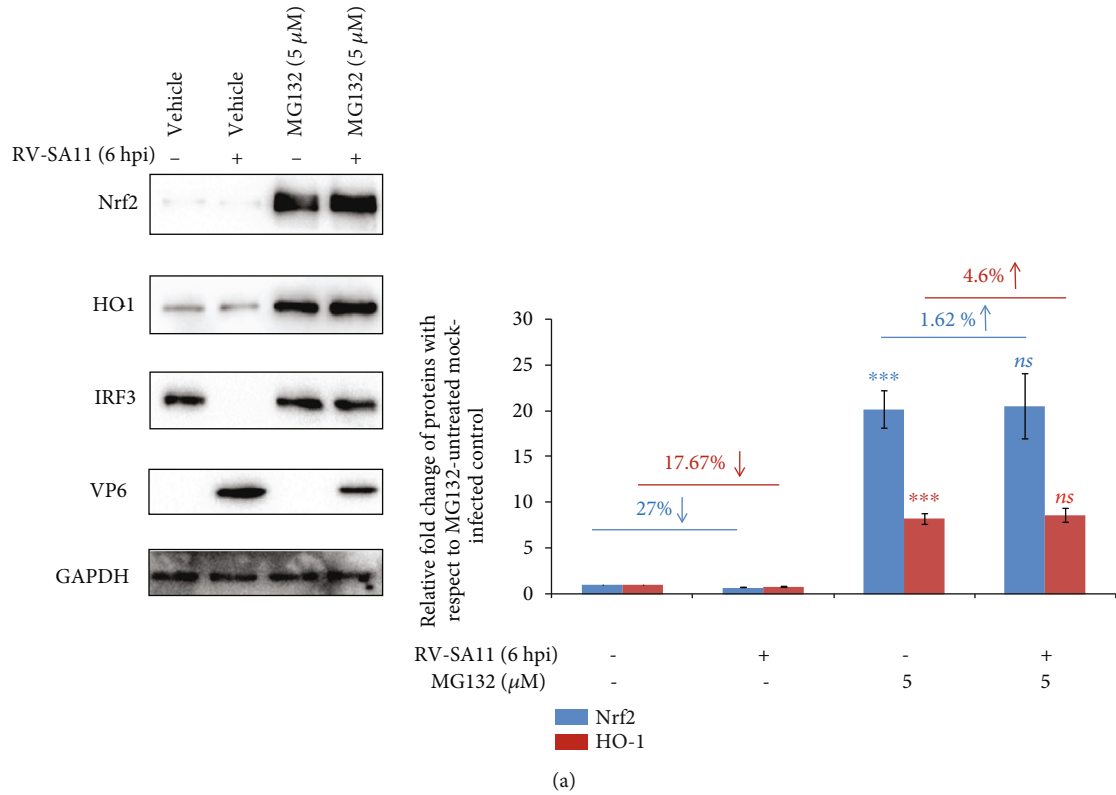 Vehicle
Vehicle
MG132 (5 μM)
MG132 (5 μM)
RV-SA11 (6 hpi)
– + – +
Nrf2
HO-1
IRF3
VP6
GAPDH
Relative fold change of proteins with
respect to MG132-untreated mock-
infected control
30
25
20
15
10
5
0
27% ↓
17.67% ↓
1.62 % ↑
4.6% ↑
*** ns
*** ns
RV-SA11 (6 hpi) - + - +
MG132 (μM) - - 5 5
Nrf2
HO-1
(a)